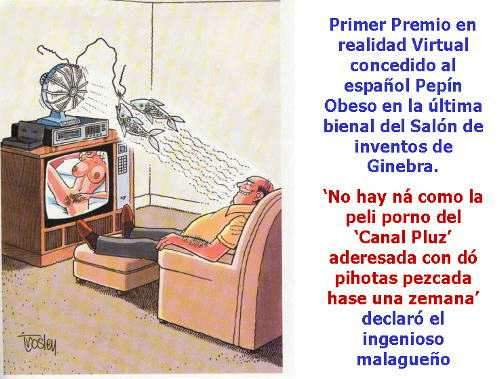 Primer Premio en
realidad Virtual
concedido al
español Pepín
Obeso en la última
bienal del Salón de
inventos de
Ginebra.
‘No hay ná como la
peli porno del
‘Canal Pluz’
aderesada con dó
pihotas pezcada
hase una zemana’
declaró el
ingenioso
malagueño